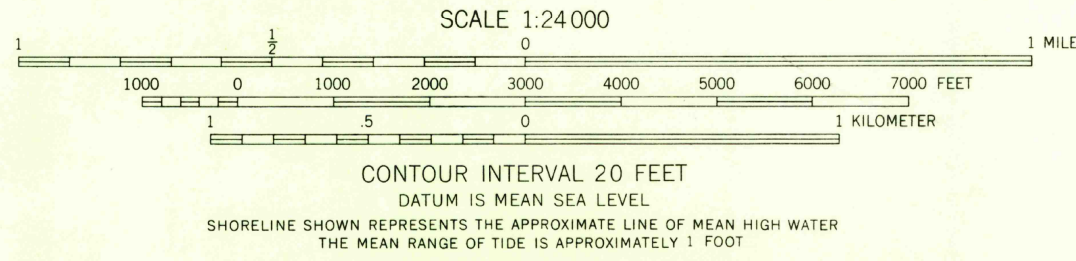 SCALE 1:24 000
1 1/2 0 1 MILE
1000 0 1000 2000 3000 4000 5000 6000 7000 FEET
1 .5 0 1 KILOMETER
CONTOUR INTERVAL 20 FEET
DATUM IS MEAN SEA LEVEL
SHORELINE SHOWN REPRESENTS THE APPROXIMATE LINE OF MEAN HIGH WATER
THE MEAN RANGE OF TIDE IS APPROXIMATELY 1 FOOT